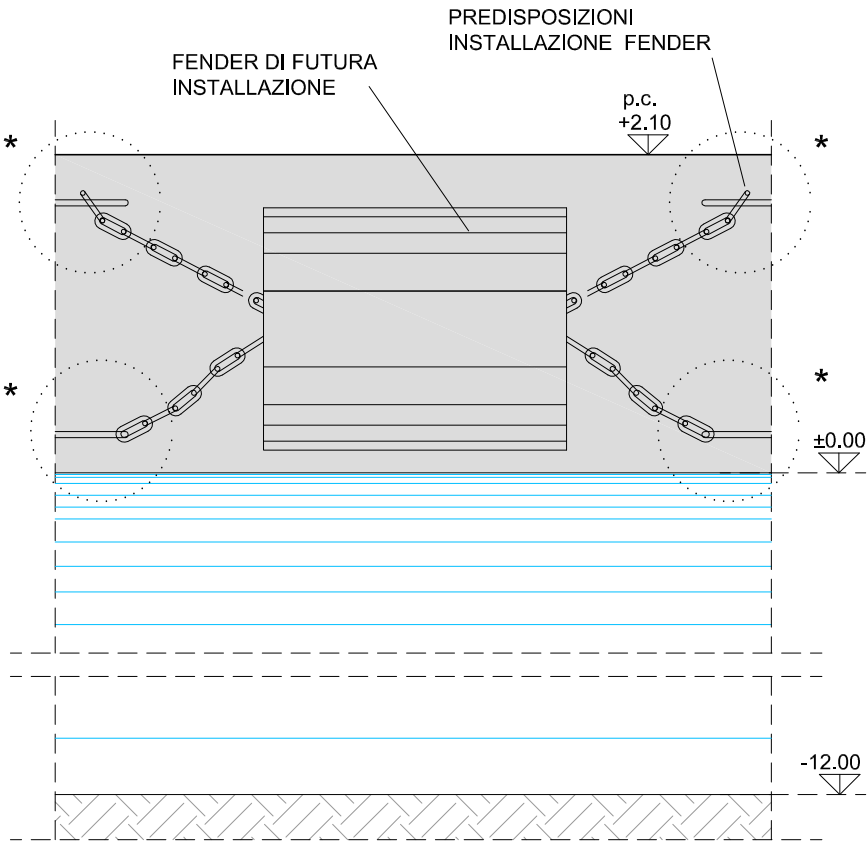 PREDISPOSIZIONI
INSTALLAZIONE FENDER
FENDER DI FUTURA
INSTALLAZIONE
p.c.
+2.10
*
*
*
*
±0.00
-12.00